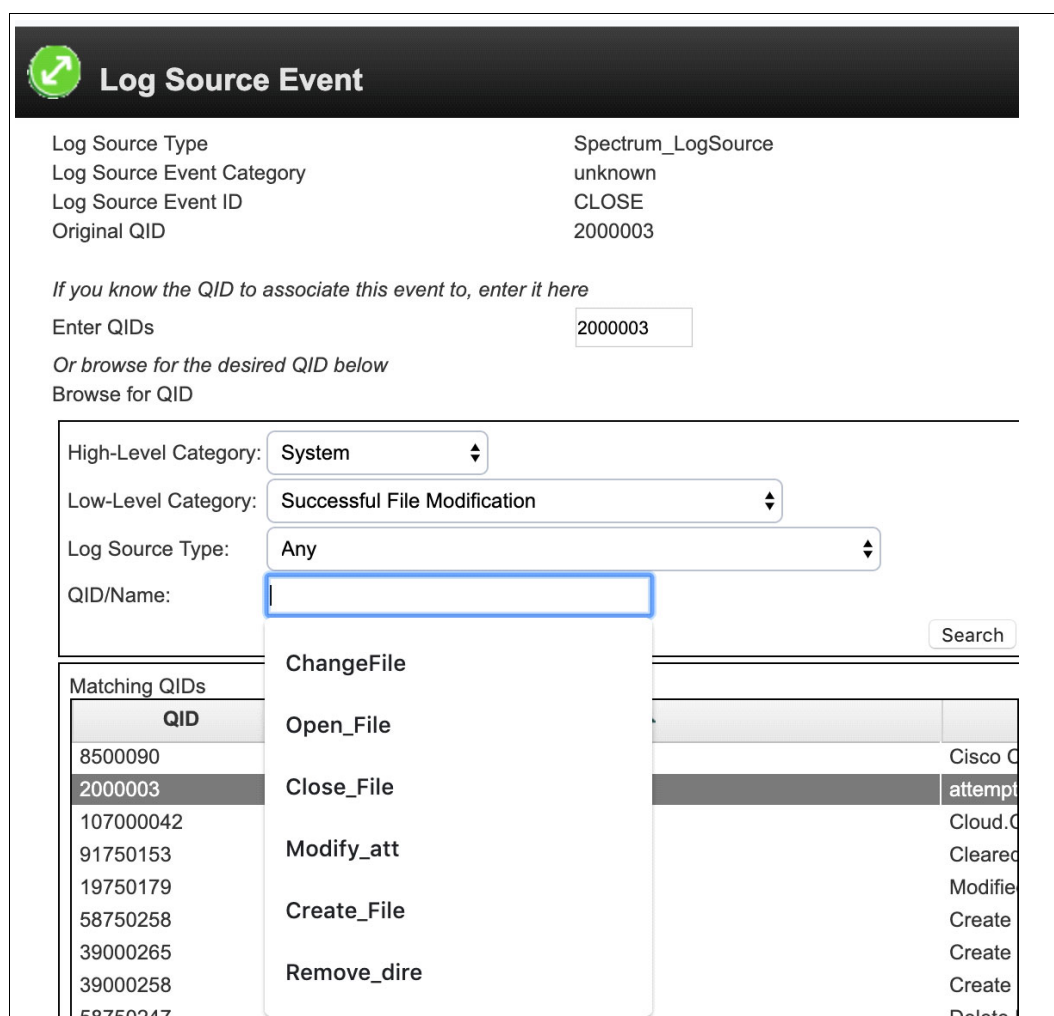 Log Source Event
Log Source Type Spectrum_LogSource
Log Source Event Category unknown
Log Source Event ID CLOSE
Original QID 2000003
If you know the QID to associate this event to, enter it here
Enter QIDs 2000003
Or browse for the desired QID below
Browse for QID
High-Level Category: System
Low-Level Category: Successful File Modification
Log Source Type: Any
QID/Name:
Search
ChangeFile
Open_File
Close_File
Modify_att
Create_File
Remove_dire
Matching QIDs
QID
8500090 Cisco
2000003 attempt
107000042
91750153 Cleared
19750179
58750258 Create
39000265 Create
39000258 Create